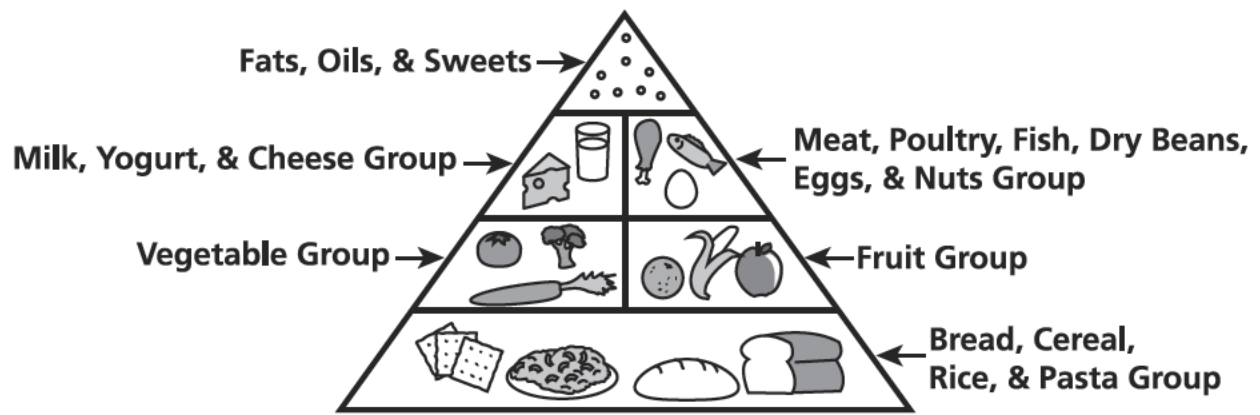 Fats, Oils, & Sweets
Milk, Yogurt, & Cheese Group
Meat, Poultry, Fish, Dry Beans,
Eggs, & Nuts Group
Vegetable Group
Fruit Group
Bread, Cereal,
Rice, & Pasta Group